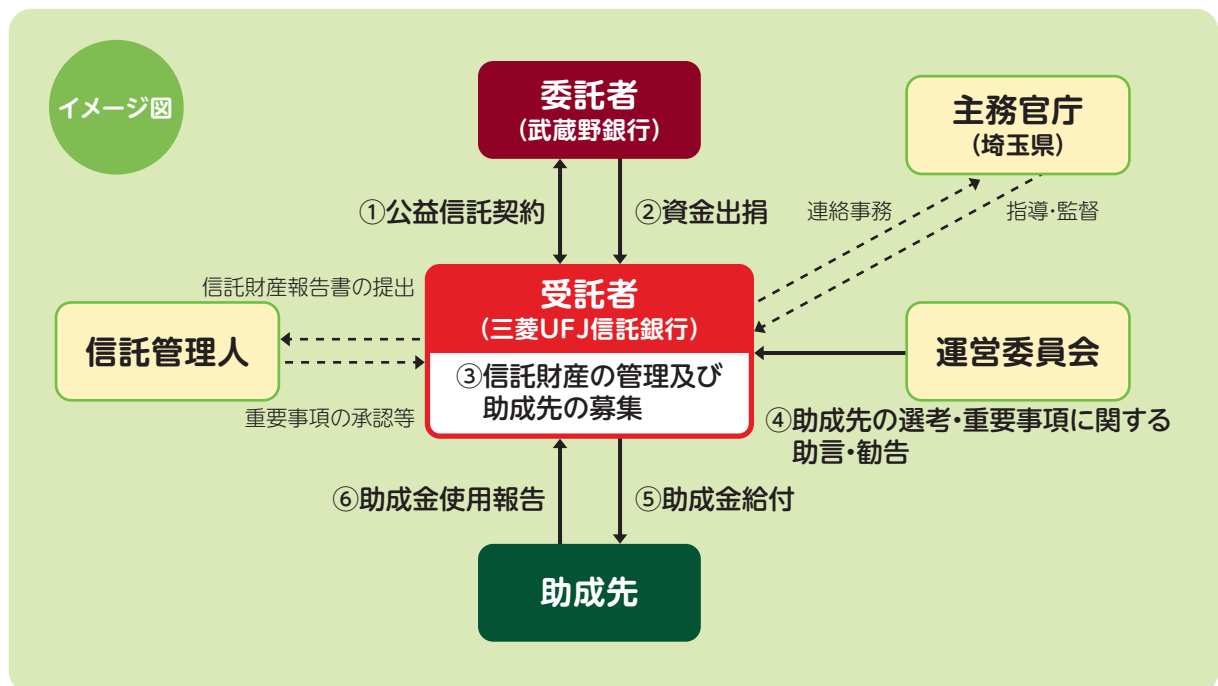 イメージ図
委託者
(武蔵野銀行)
主務官庁
(埼玉県)
①公益信託契約
②資金出捐
連絡事務
指導・監督
信託財産報告書の提出
受託者
(三菱UFJ信託銀行)
信託管理人
運営委員会
③信託財産の管理及び
助成先の募集
重要事項の承認等
④助成先の選考・重要事項に関する
助言・勧告
⑥助成金使用報告
⑤助成金給付
助成先